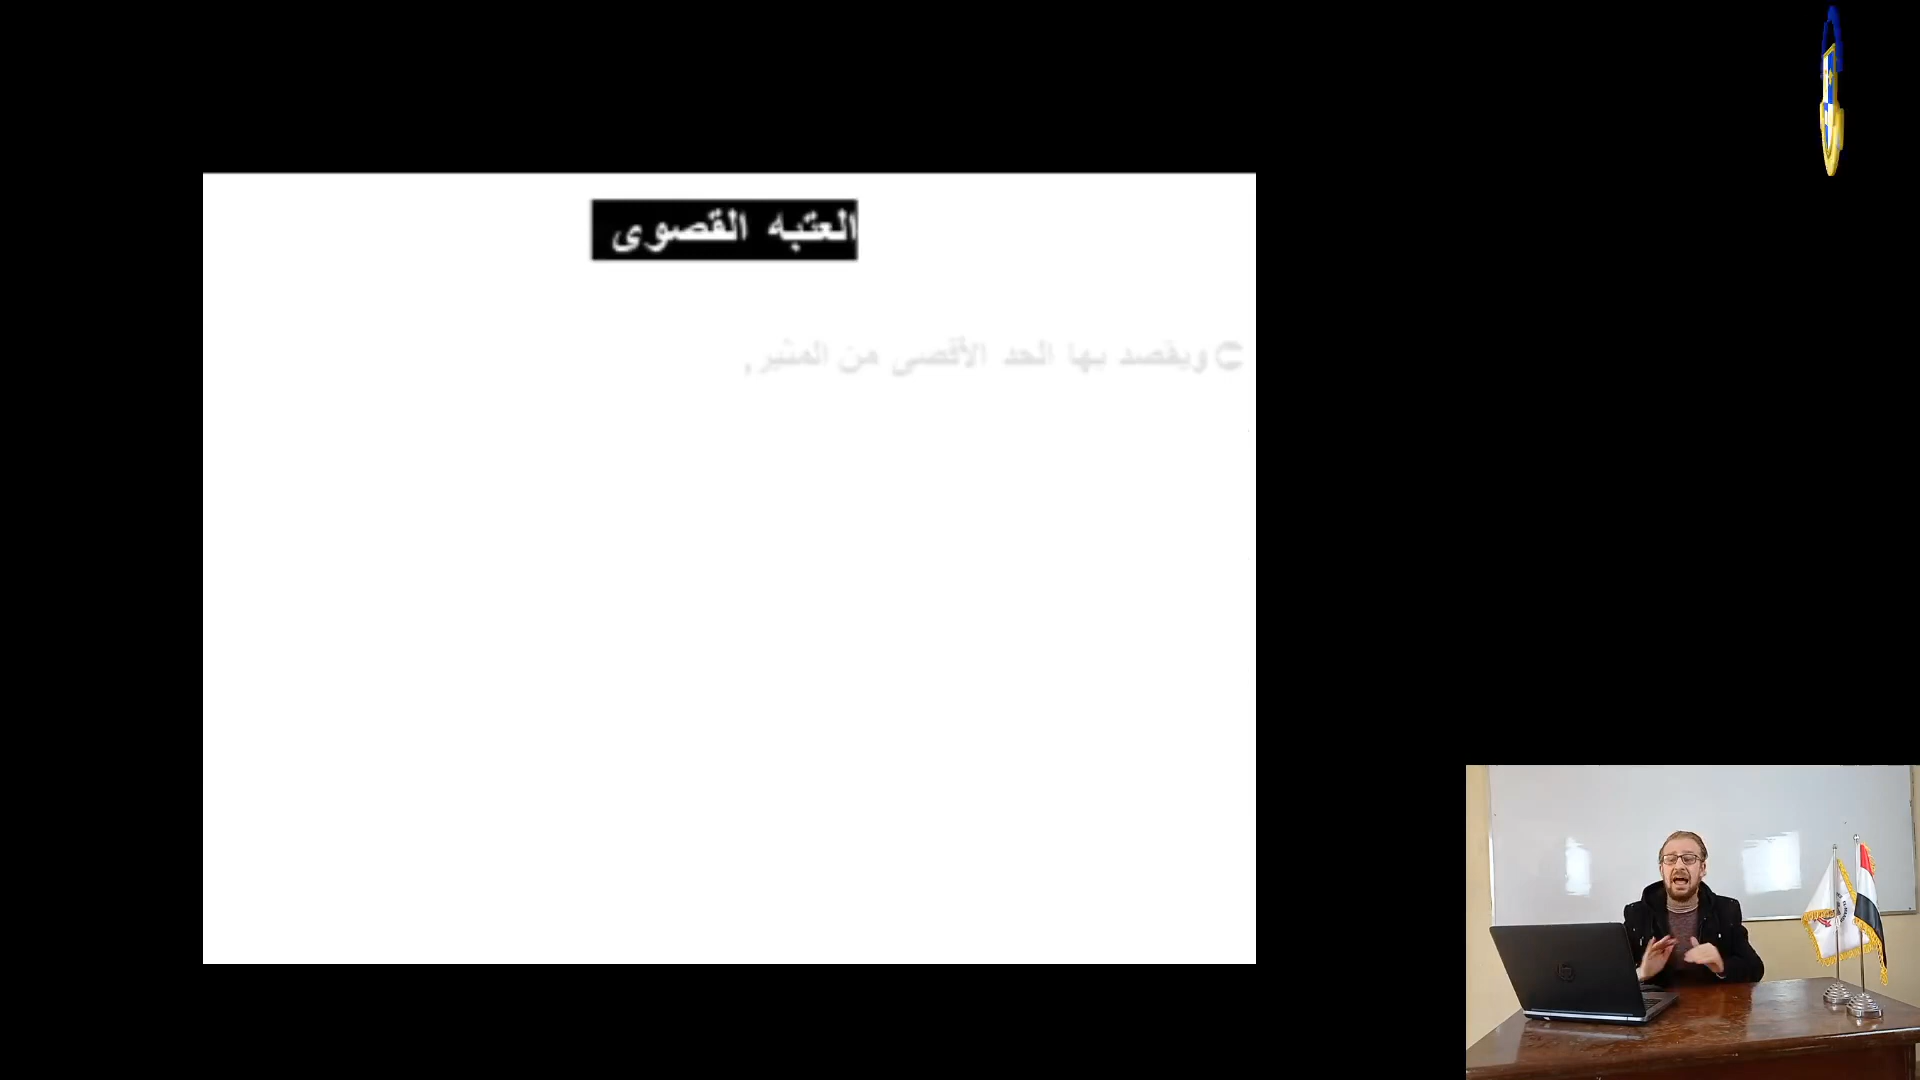 العتبه القصوى
ويقصد بها الحد الأقصى من المثير,